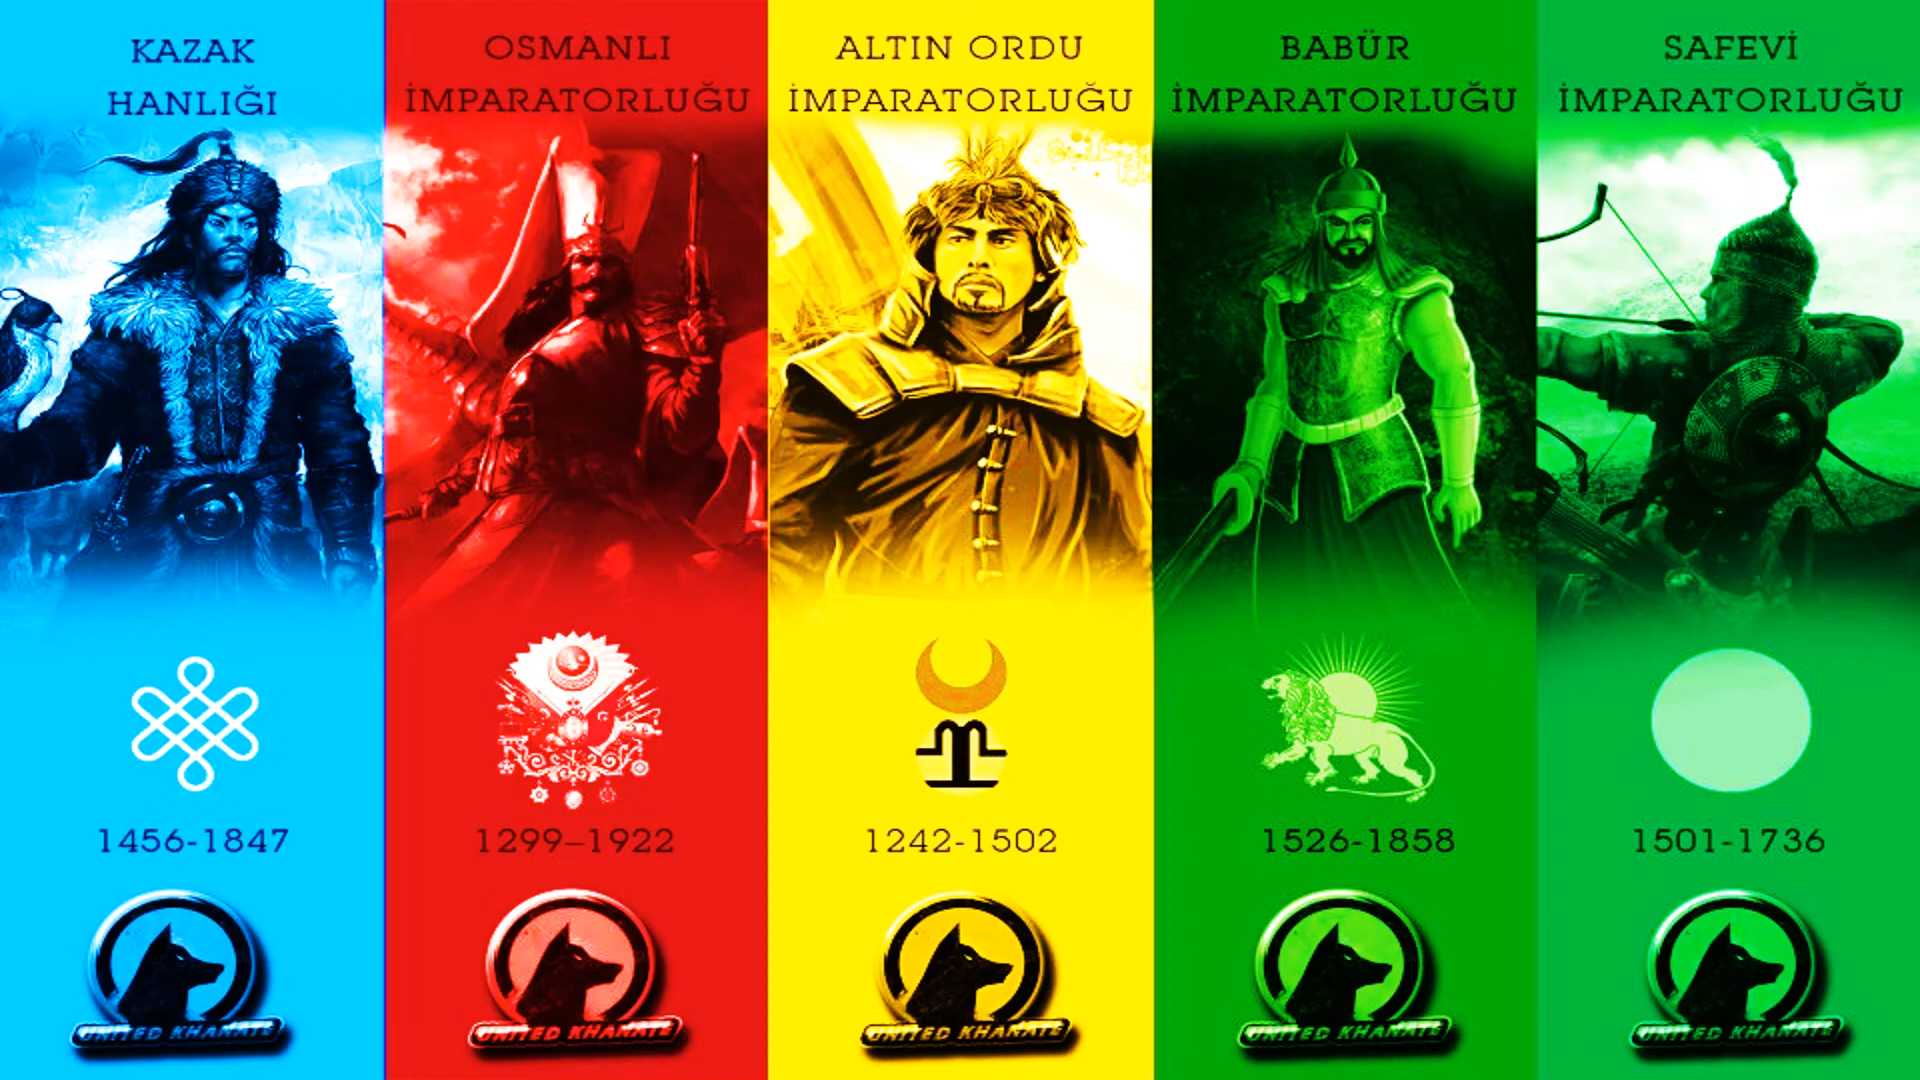 KAZAK
HANLIĞI
1456-1847
UNITED KHANATE
OSMANLI
İMPARATORLUĞU
1299–1922
UNITED KHANATE
ALTIN ORDU
İMPARATORLUĞU
1242-1502
UNITED KHANATE
BABÜR
İMPARATORLUĞU
1526-1858
UNITED KHANATE
SAFEVİ
İMPARATORLUĞU
1501-1736
UNITED KHANATE